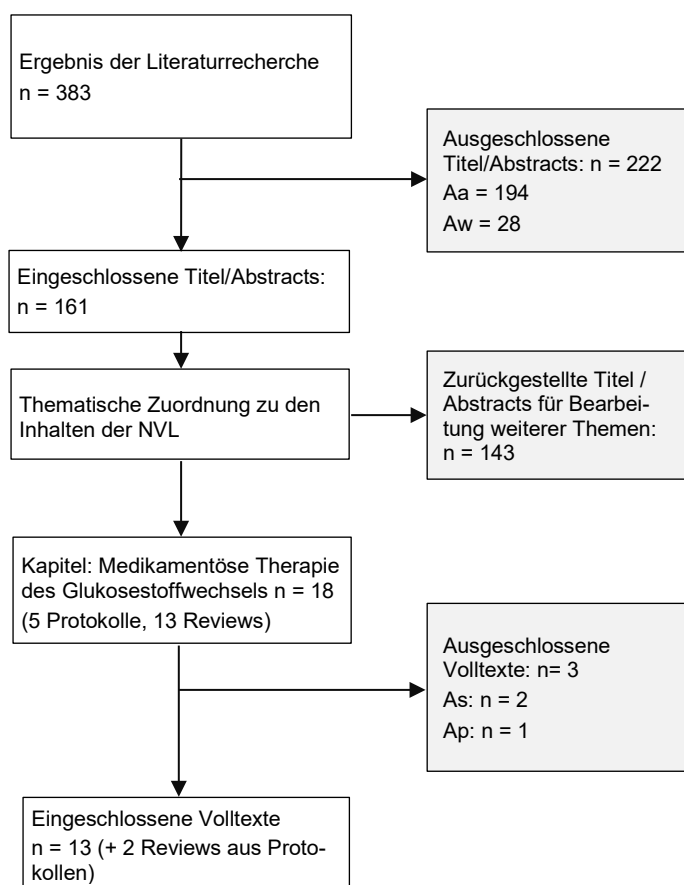 Ergebnis der Literaturrecherche
n = 383
Ausgeschlossene
Titel/Abstracts: n = 222
Aa = 194
Aw = 28
Eingeschlossene Titel/Abstracts:
n = 161
Thematische Zuordnung zu den
Inhalten der NVL
Zurückgestellte Titel /
Abstracts für Bearbei-
tung weiterer Themen:
n = 143
Kapitel: Medikamentöse Therapie
des Glukosestoffwechsels n = 18
(5 Protokolle, 13 Reviews)
Ausgeschlossene
Volltexte: n= 3
As: n = 2
Ap: n = 1
Eingeschlossene Volltexte
n = 13 (+ 2 Reviews aus Proto-
kollen)